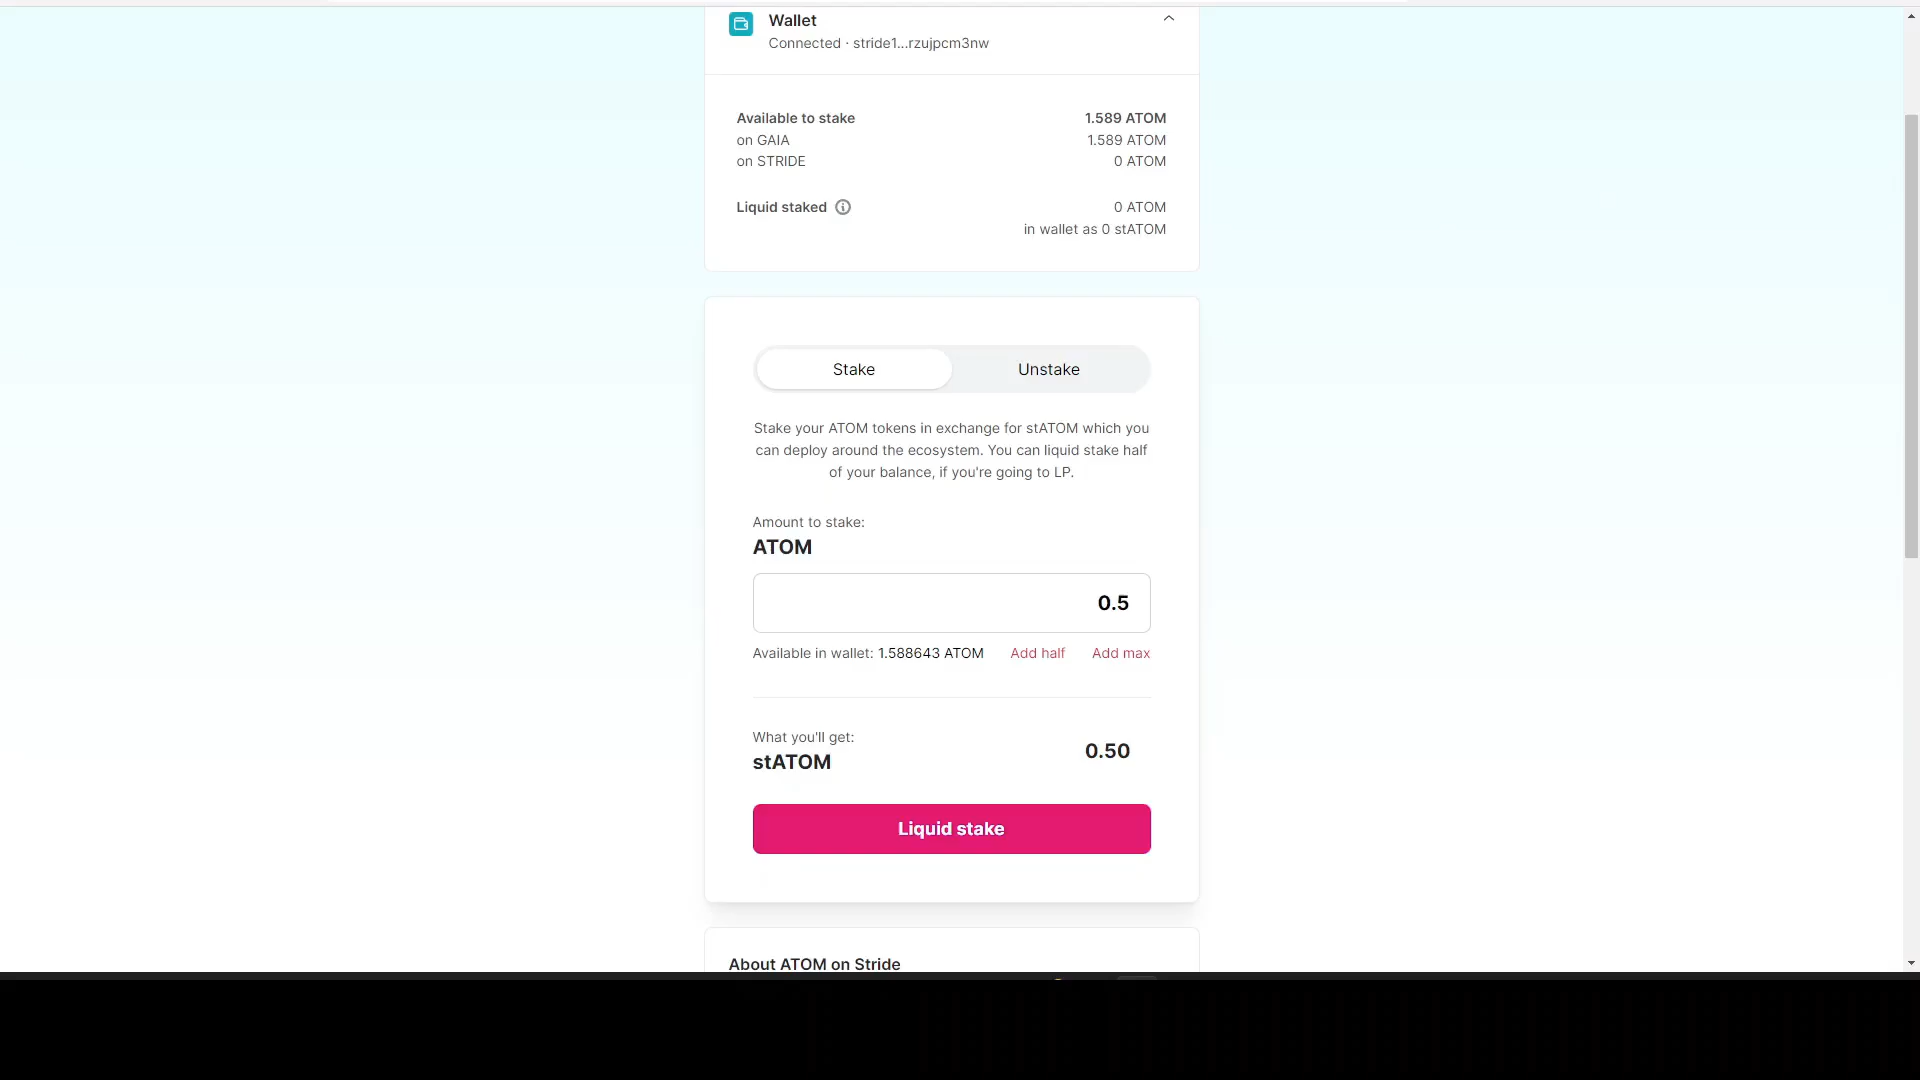 Wallet
Connected · stride1...rzujpcm3nw
Available to stake 1.589 ATOM
on GAIA 1.589 ATOM
on STRIDE 0 ATOM
Liquid staked 0 ATOM
in wallet as 0 stATOM
Stake Unstake
Stake your ATOM tokens in exchange for stATOM which you
can deploy around the ecosystem. You can liquid stake half
of your balance, if you're going to LP.
Amount to stake:
ATOM
0.5
Available in wallet: 1.588643 ATOM Add half Add max
What you'll get:
stATOM
0.50
Liquid stake
About ATOM on Stride